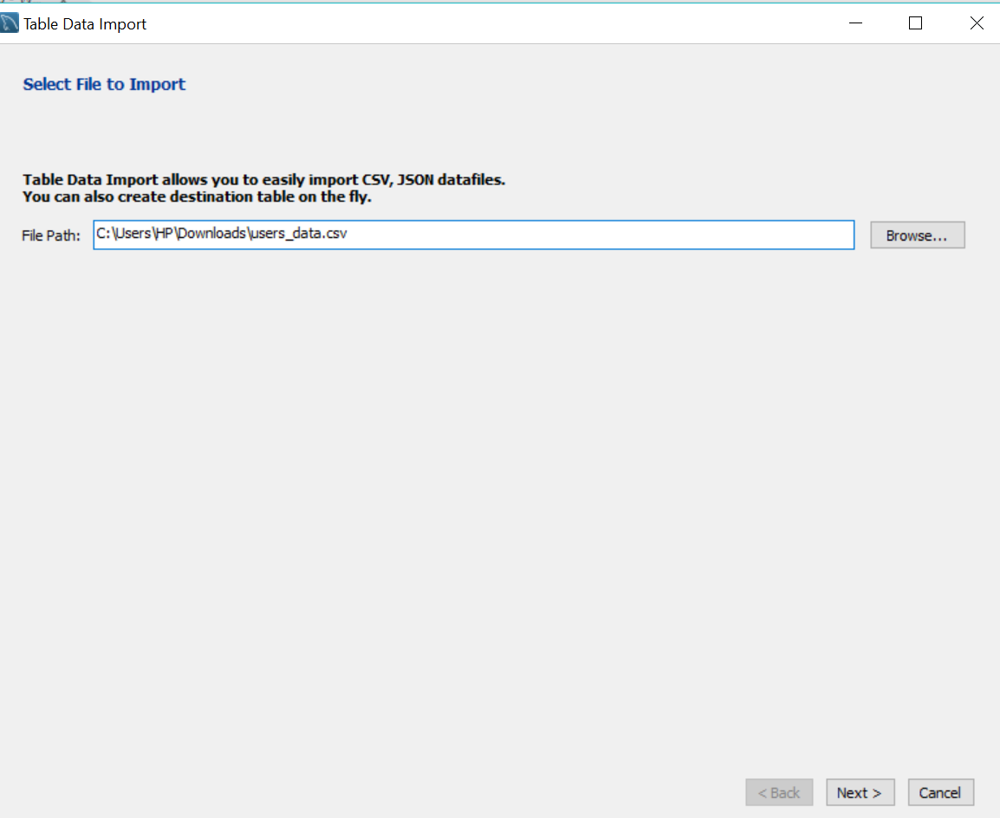 Table Data Import
Select File to Import
Table Data Import allows you to easily import CSV, JSON datafiles.
You can also create destination table on the fly.
File Path: C:\Users\HP\Downloads\users_data.csv Browse...
< Back Next > Cancel